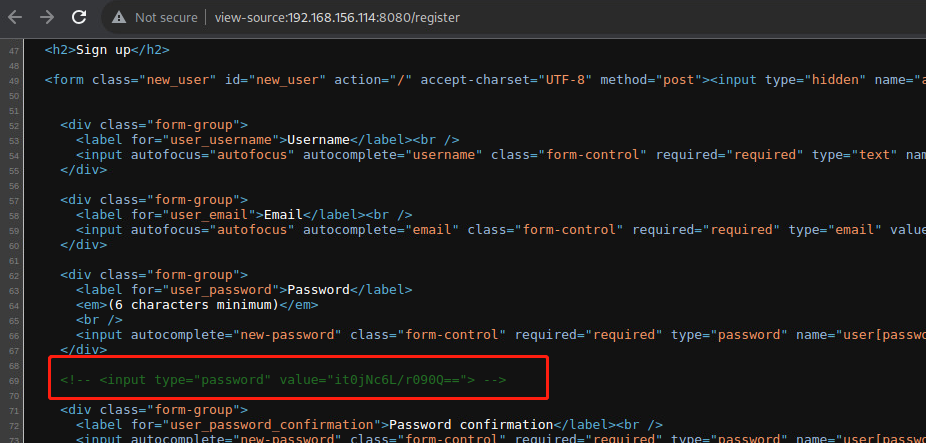 Not secure | view-source:192.168.156.114:8080/register
47 <h2>Sign up</h2>
48
49 <form class="new_user" id="new_user" action="/" accept-charset="UTF-8" method="post"><input type="hidden" name="a
50
51
52 <div class="form-group">
53 <label for="user_username">Username</label><br />
54 <input autofocus="autofocus" autocomplete="username" class="form-control" required="required" type="text" nam
55 </div>
56
57 <div class="form-group">
58 <label for="user_email">Email</label><br />
59 <input autofocus="autofocus" autocomplete="email" class="form-control" required="required" type="email" value
60 </div>
61
62 <div class="form-group">
63 <label for="user_password">Password</label>
64 <em>(6 characters minimum)</em>
65 <br />
66 <input autocomplete="new-password" class="form-control" required="required" type="password" name="user[passwo
67 </div>
68
69 <!-- <input type="password" value="it0jNc6L/r090Q=="> -->
70
71 <div class="form-group">
72 <label for="user_password_confirmation">Password confirmation</label><br />
73 <input autocomplete="new-password" class="form-control" required="required" type="password" name="user[passwo